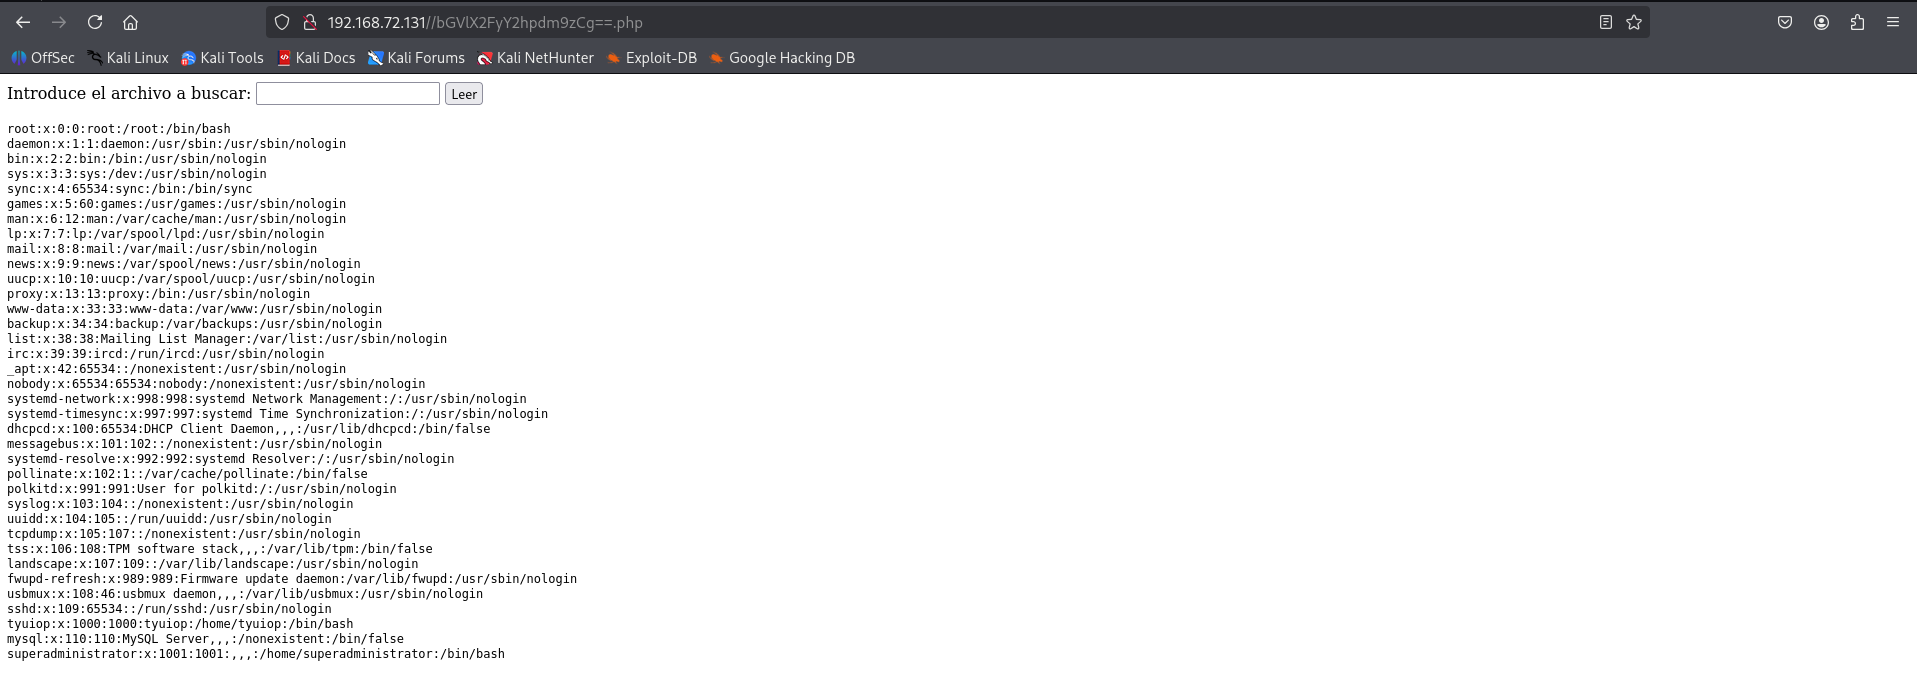 192.168.72.131//bGVlX2FyY2hpdm9zCg==.php
OffSec Kali Linux Kali Tools Kali Docs Kali Forums Kali NetHunter Exploit-DB Google Hacking DB
Introduce el archivo a buscar: Leer
root:x:0:0:root:/root:/bin/bash
daemon:x:1:1:daemon:/usr/sbin:/usr/sbin/nologin
bin:x:2:2:bin:/bin:/usr/sbin/nologin
sys:x:3:3:sys:/dev:/usr/sbin/nologin
sync:x:4:65534:sync:/bin:/bin/sync
games:x:5:60:games:/usr/games:/usr/sbin/nologin
man:x:6:12:man:/var/cache/man:/usr/sbin/nologin
lp:x:7:7:lp:/var/spool/lpd:/usr/sbin/nologin
mail:x:8:8:mail:/var/mail:/usr/sbin/nologin
news:x:9:9:news:/var/spool/news:/usr/sbin/nologin
uucp:x:10:10:uucp:/var/spool/uucp:/usr/sbin/nologin
proxy:x:13:13:proxy:/bin:/usr/sbin/nologin
www-data:x:33:33:www-data:/var/www:/usr/sbin/nologin
backup:x:34:34:backup:/var/backups:/usr/sbin/nologin
list:x:38:38:Mailing List Manager:/var/list:/usr/sbin/nologin
irc:x:39:39:ircd:/run/ircd:/usr/sbin/nologin
_apt:x:42:65534::/nonexistent:/usr/sbin/nologin
nobody:x:65534:65534:nobody:/nonexistent:/usr/sbin/nologin
systemd-network:x:998:998:systemd Network Management:/:/usr/sbin/nologin
systemd-timesync:x:997:997:systemd Time Synchronization:/:/usr/sbin/nologin
dhcpcd:x:100:65534:DHCP Client Daemon,,,:/usr/lib/dhcpcd:/bin/false
messagebus:x:101:102::/nonexistent:/usr/sbin/nologin
systemd-resolve:x:992:992:systemd Resolver:/:/usr/sbin/nologin
pollinate:x:102:1::/var/cache/pollinate:/bin/false
polkitd:x:991:991:User for polkitd:/:/usr/sbin/nologin
syslog:x:103:104::/nonexistent:/usr/sbin/nologin
uuidd:x:104:105::/run/uuidd:/usr/sbin/nologin
tcpdump:x:105:107::/nonexistent:/usr/sbin/nologin
tss:x:106:108:TPM software stack,,,:/var/lib/tpm:/bin/false
landscape:x:107:109::/var/lib/landscape:/usr/sbin/nologin
fwupd-refresh:x:989:989:Firmware update daemon:/var/lib/fwupd:/usr/sbin/nologin
usbmux:x:108:46:usbmux daemon,,,:/var/lib/usbmux:/usr/sbin/nologin
sshd:x:109:65534::/run/sshd:/usr/sbin/nologin
tyuiop:x:1000:1000:tyuiop:/home/tyuiop:/bin/bash
mysql:x:110:110:MySQL Server,,,:/nonexistent:/bin/false
superadministrator:x:1001:1001:,,,:/home/superadministrator:/bin/bash